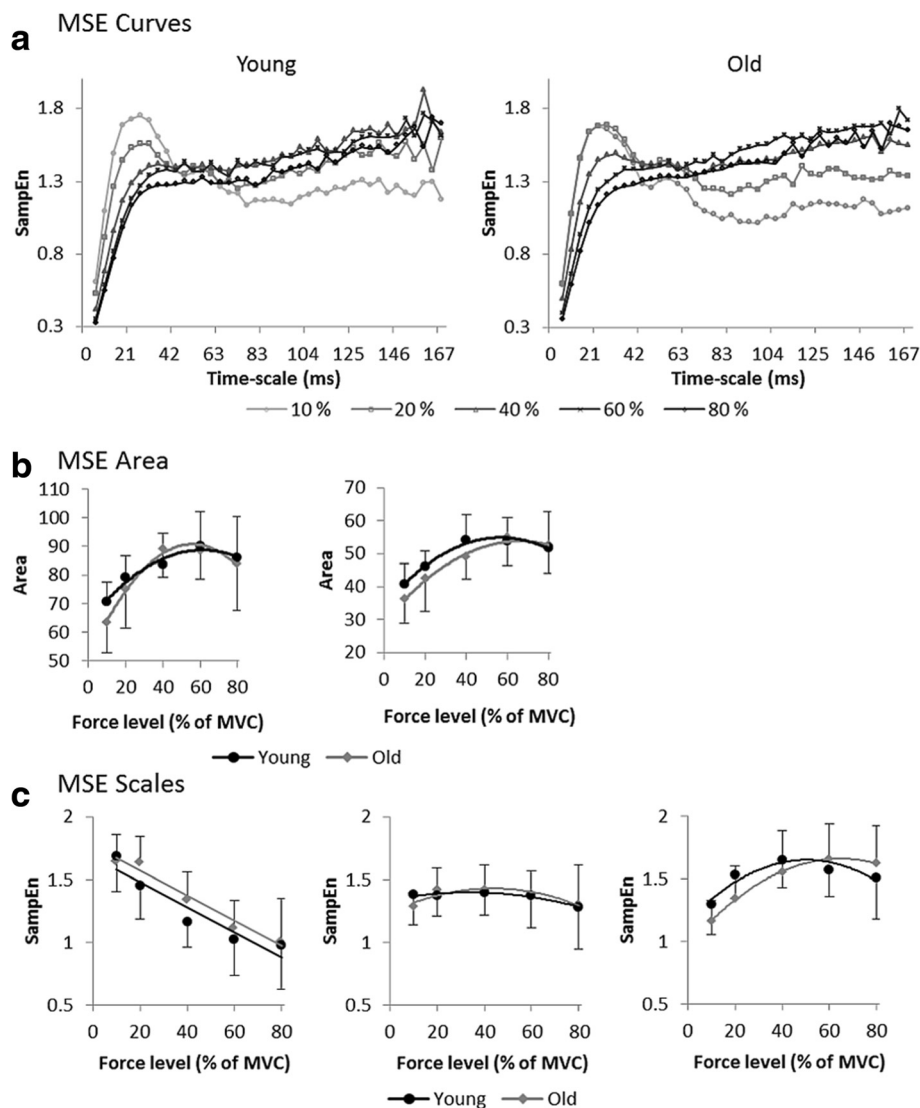 a MSE Curves
Young Old
1.8 1.8
1.3 1.3
0.8 0.8
0.3 0.3
SampEn SampEn
0 21 42 63 83 104 125 146 167 0 21 42 63 83 104 125 146 167
Time-scale (ms) Time-scale (ms)
10 % 20 % 40 % 60 % 80 %
b MSE Area
110 70
100 60
90 50
80 40
70 30
60 20
50
Area Area
0 20 40 60 80 0 20 40 60 80
Force level (% of MVC) Force level (% of MVC)
Young Old
c MSE Scales
2 2 2
1.5 1.5 1.5
1 1 1
0.5 0.5 0.5
SampEn SampEn SampEn
0 20 40 60 80 0 20 40 60 80 0 20 40 60 80
Force level (% of MVC) Force level (% of MVC) Force level (% of MVC)
Young Old